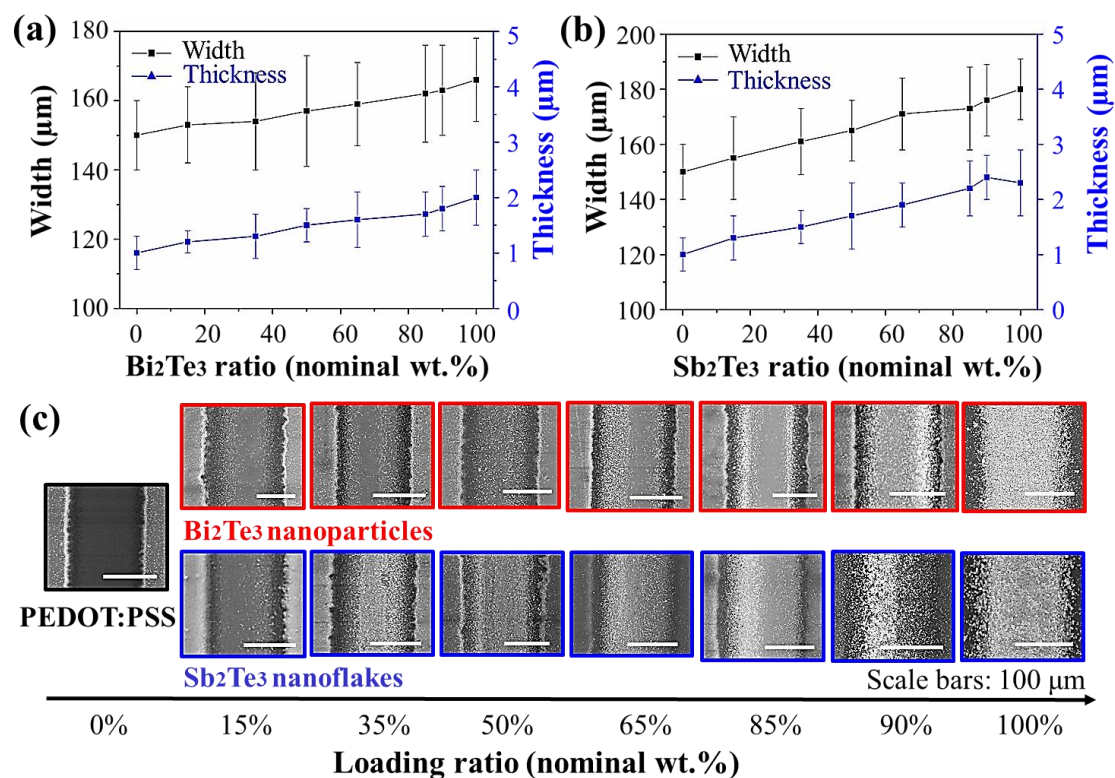 (a)
180
160
140
120
100
Width (μm)
Width
Thickness
5
4
3
2
1
0
Thickness (μm)
0 20 40 60 80 100
Bi2Te3 ratio (nominal wt.%)
(b)
200
180
160
140
120
100
Width (μm)
Width
Thickness
5
4
3
2
1
0
Thickness (μm)
0 20 40 60 80 100
Sb2Te3 ratio (nominal wt.%)
(c)
Bi2Te3 nanoparticles
PEDOT:PSS
Sb2Te3 nanoflakes
Scale bars: 100 μm
0% 15% 35% 50% 65% 85% 90% 100%
Loading ratio (nominal wt.%)